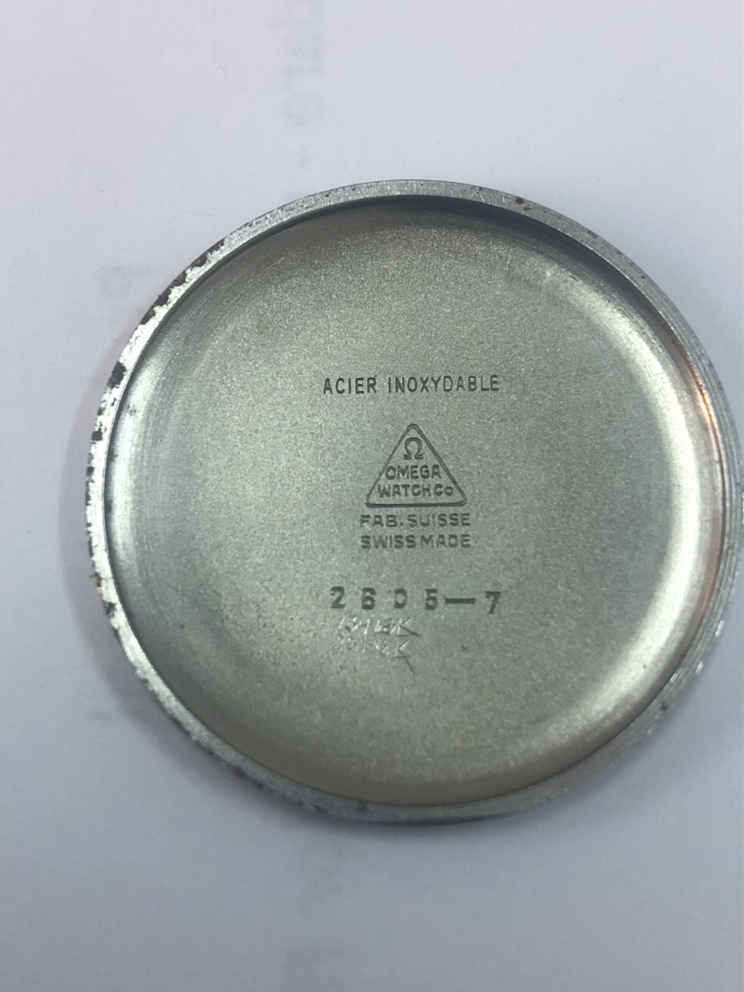 ACIER INOXYDABLE
Ω
OMEGA
WATCH Co
FAB. SUISSE
SWISS MADE
2605—7